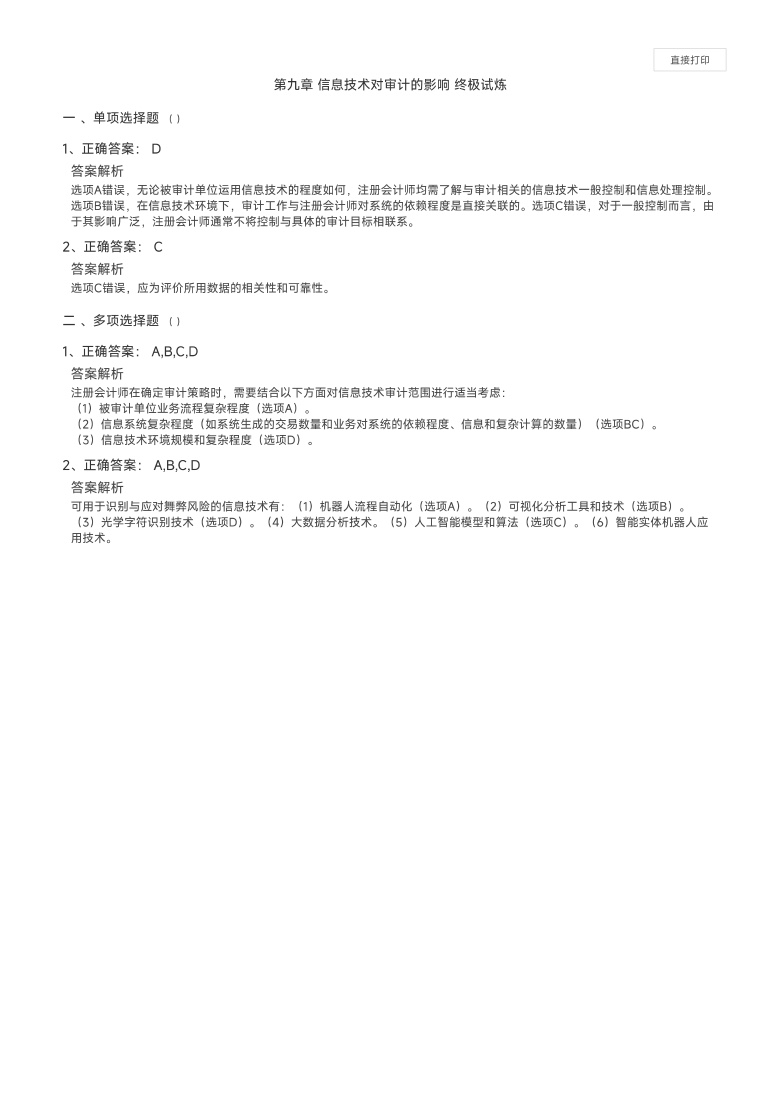 直接打印
第九章 信息技术对审计的影响 终极试炼
一 、单项选择题 （ ）
1、正确答案： D
答案解析
选项A错误，无论被审计单位运用信息技术的程度如何，注册会计师均需了解与审计相关的信息技术一般控制和信息处理控制。
选项B错误，在信息技术环境下，审计工作与注册会计师对系统的依赖程度是直接关联的。选项C错误，对于一般控制而言，由
于其影响广泛，注册会计师通常不将控制与具体的审计目标相联系。
2、正确答案： C
答案解析
选项C错误，应为评价所用数据的相关性和可靠性。
二 、多项选择题 （ ）
1、正确答案： A,B,C,D
答案解析
注册会计师在确定审计策略时，需要结合以下方面对信息技术审计范围进行适当考虑：
（1）被审计单位业务流程复杂程度（选项A）。
（2）信息系统复杂程度（如系统生成的交易数量和业务对系统的依赖程度、信息和复杂计算的数量）（选项BC）。
（3）信息技术环境规模和复杂程度（选项D）。
2、正确答案： A,B,C,D
答案解析
可用于识别与应对舞弊风险的信息技术有：（1）机器人流程自动化（选项A）。（2）可视化分析工具和技术（选项B）。
（3）光学字符识别技术（选项D）。（4）大数据分析技术。（5）人工智能模型和算法（选项C）。（6）智能实体机器人应
用技术。